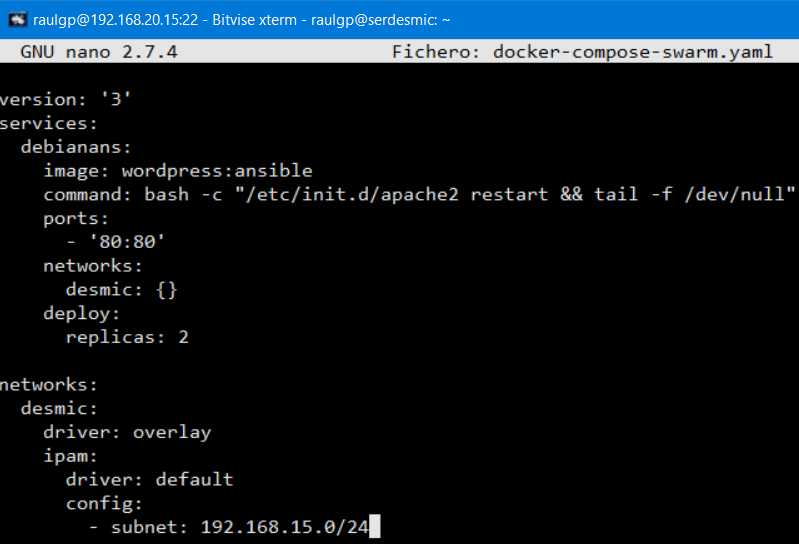 raulgp@192.168.20.15:22 - Bitvise xterm - raulgp@serdesmic: ~
GNU nano 2.7.4 Fichero: docker-compose-swarm.yaml
version: '3'
services:
  debianans:
    image: wordpress:ansible
    command: bash -c "/etc/init.d/apache2 restart && tail -f /dev/null"
    ports:
      - '80:80'
    networks:
      desmic: {}
    deploy:
      replicas: 2
networks:
  desmic:
    driver: overlay
    ipam:
      driver: default
      config:
        - subnet: 192.168.15.0/24